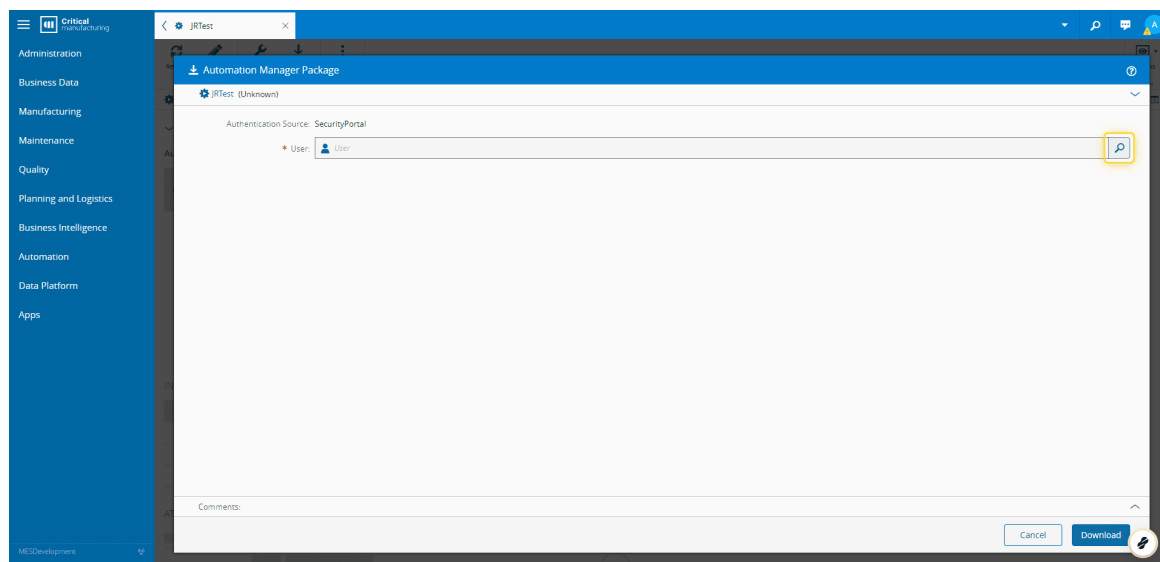 Critical
manufacturing
JRTest
A
Administration
Business Data
Manufacturing
Maintenance
Quality
Planning and Logistics
Business Intelligence
Automation
Data Platform
Apps
MESDevelopment
Automation Manager Package
JRTest (Unknown)
Authentication Source: SecurityPortal
* User: User
Comments:
Cancel
Download